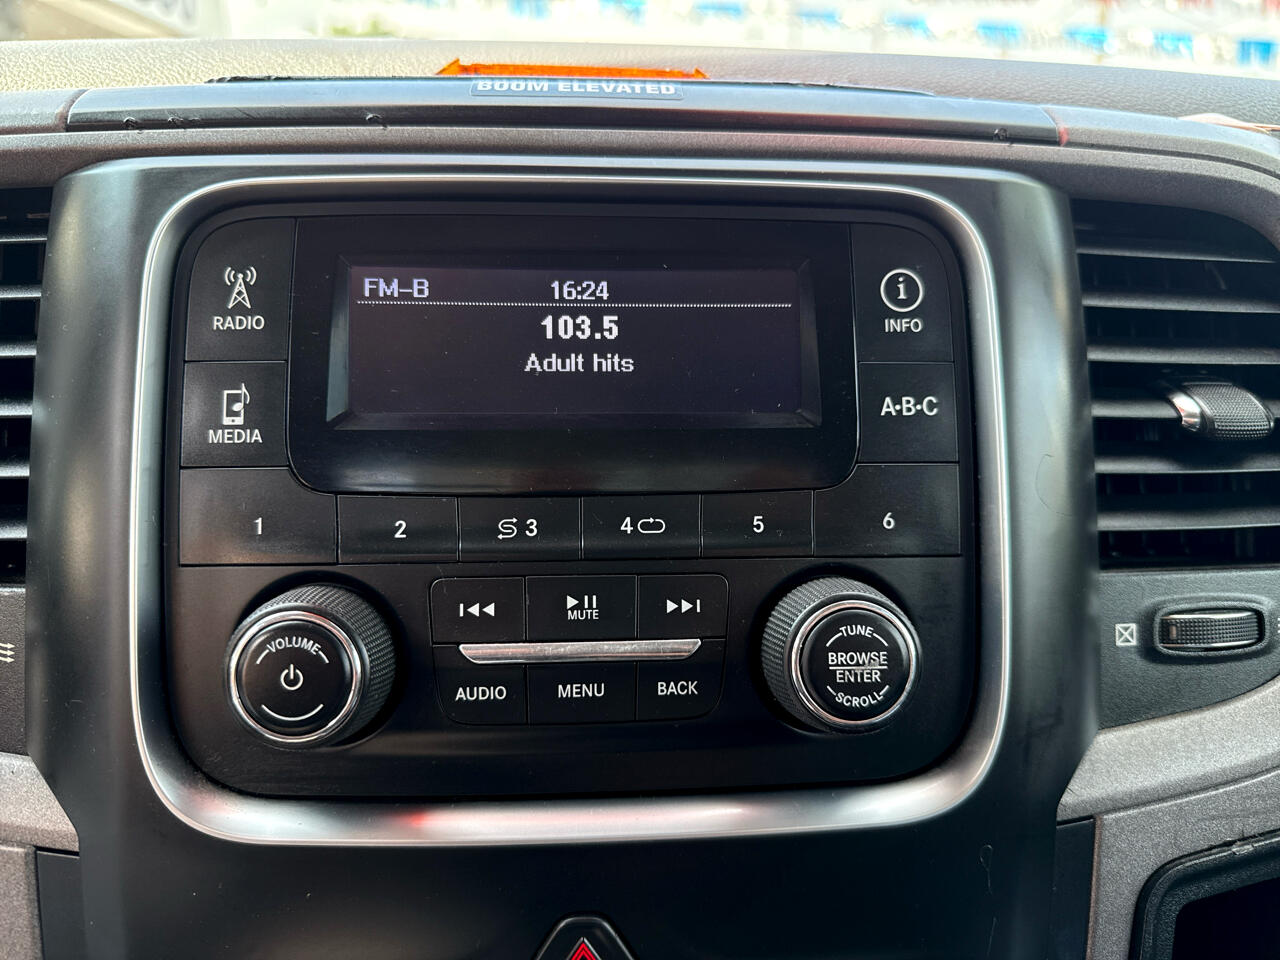 BOOM ELEVATED
RADIO
FM-B 16:24
103.5
Adult hits
INFO
MEDIA
A•B•C
1
2
3
4
5
6
VOLUME
MUTE
AUDIO
MENU
BACK
TUNE
BROWSE
ENTER
SCROLL